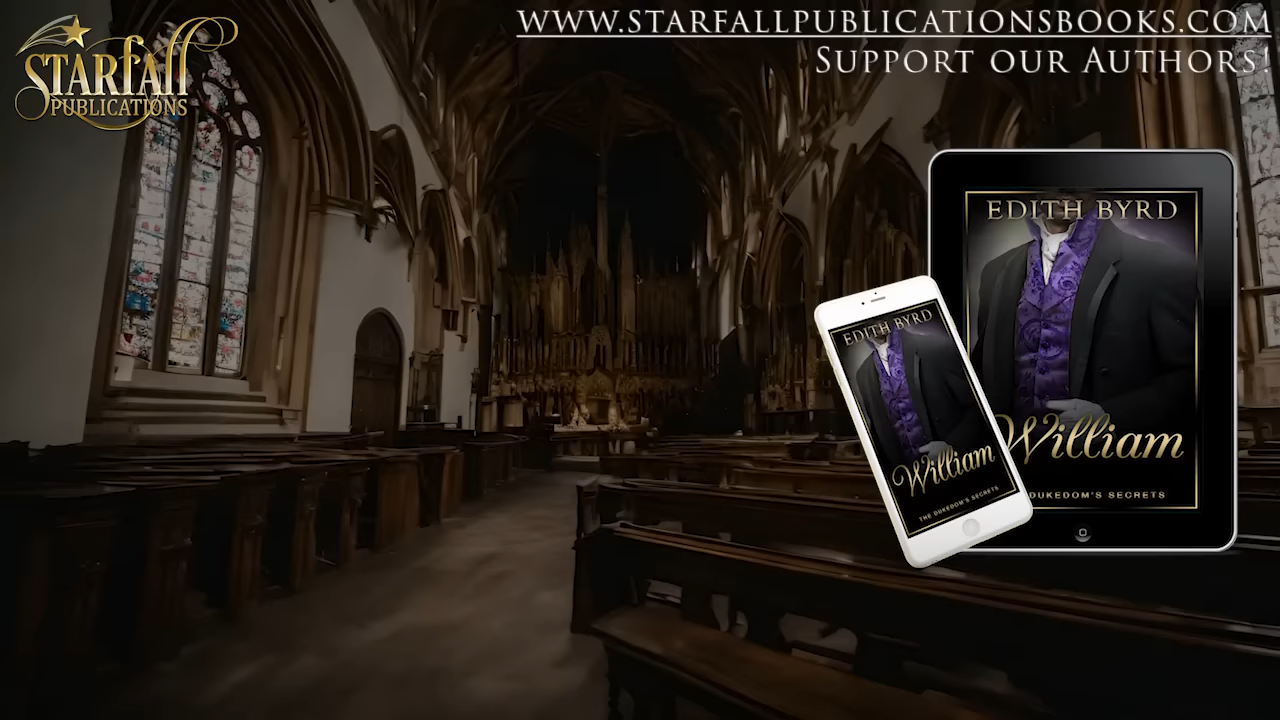 STARfall
PUBLICATIONS
WWW.STARFALLPUBLICATIONSBOOKS.COM
SUPPORT OUR AUTHORS!
EDITH BYRD
William
DUKEDOM'S SECRETS
EDITH BYRD
William
THE DUKEDOM'S SECRETS